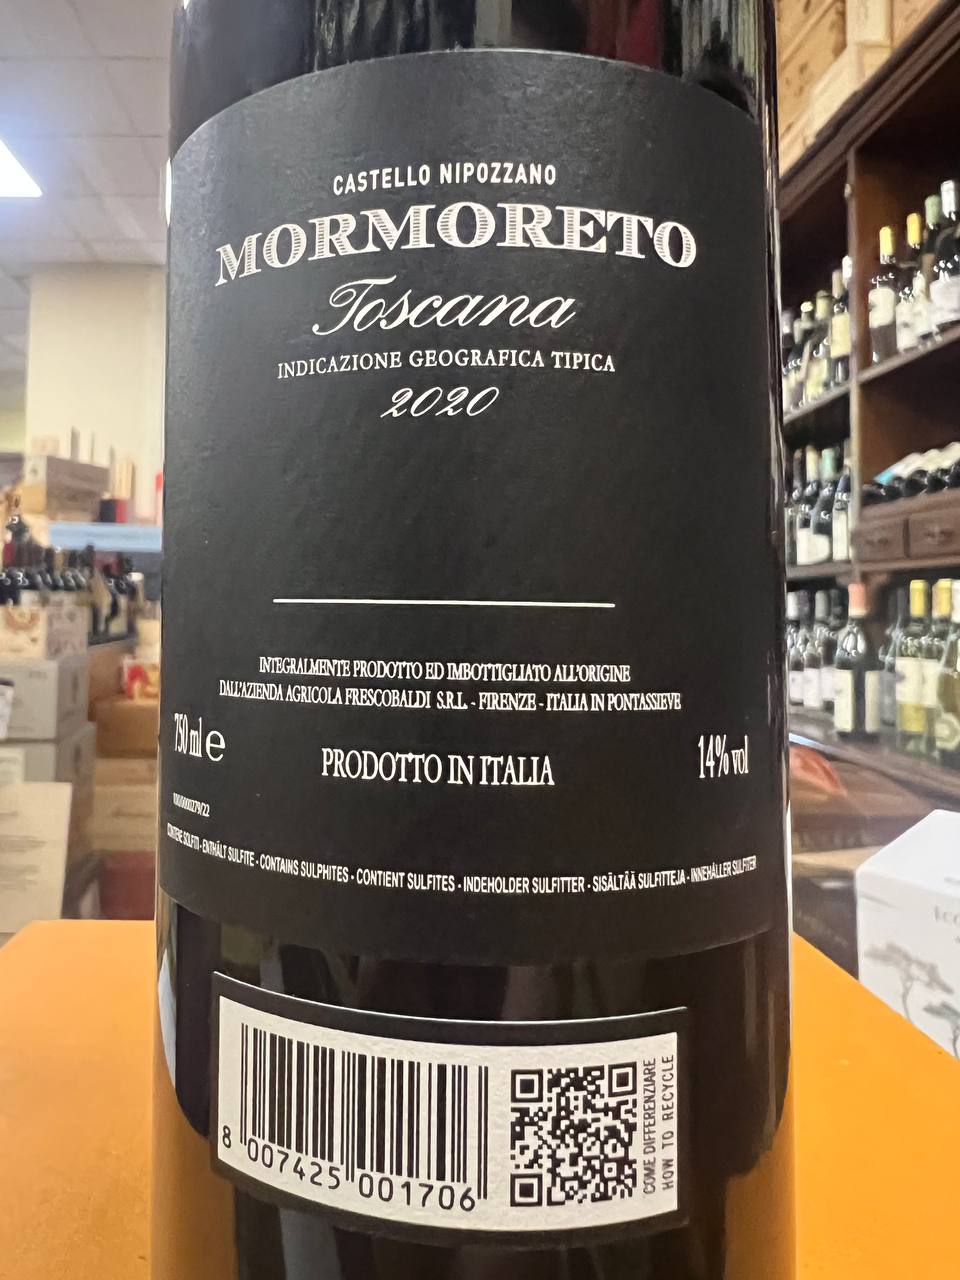 CASTELLO NIPOZZANO
MORMORETO
Toscana
INDICAZIONE GEOGRAFICA TIPICA
2020
INTEGRALMENTE PRODOTTO ED IMBOTTIGLIATO ALL'ORIGINE
DALL'AZIENDA AGRICOLA FRESCOBALDI S.R.L. - FIRENZE - ITALIA IN PONTASSIEVE
750 ml e
PRODOTTO IN ITALIA
14% vol
CONTIENE SOLFITI - ENTHÄLT SULFITE - CONTAINS SULPHITES - CONTIENT SULFITES - INDEHOLDER SULFITTER - SISÄLTÄÄ SULFITTEJA - INNEHÅLLER SULFITER
8 007425 001706
COME DIFFERENZIARE
HOW TO RECYCLE